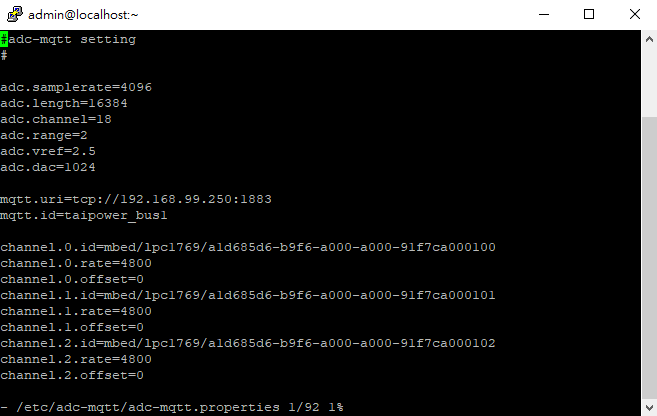 admin@localhost:~
#adc-mqtt setting
#
adc.samplerate=4096
adc.length=16384
adc.channel=18
adc.range=2
adc.vref=2.5
adc.dac=1024
mqtt.uri=tcp://192.168.99.250:1883
mqtt.id=taipower_bus1
channel.0.id=mbed/lpc1769/a1d685d6-b9f6-a000-a000-91f7ca000100
channel.0.rate=4800
channel.0.offset=0
channel.1.id=mbed/lpc1769/a1d685d6-b9f6-a000-a000-91f7ca000101
channel.1.rate=4800
channel.1.offset=0
channel.2.id=mbed/lpc1769/a1d685d6-b9f6-a000-a000-91f7ca000102
channel.2.rate=4800
channel.2.offset=0
- /etc/adc-mqtt/adc-mqtt.properties 1/92 1%